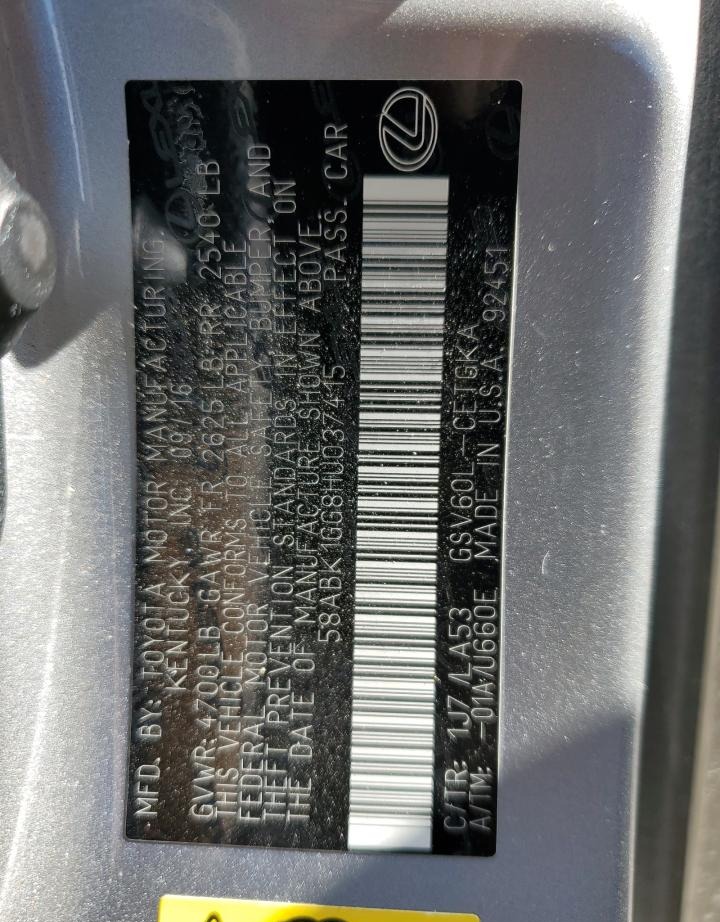 MFD. BY: TOYOTA MOTOR MANUFACTURING
KENTUCKY, INC 09/16
GVWR 4700LB GAWR FR 2625LB RR 2540 LB
THIS VEHICLE CONFORMS TO ALL APPLICABLE
FEDERAL MOTOR VEHICLE SAFETY, BUMPER, AND
THEFT PREVENTION STANDARDS IN EFFECT ON
THE DATE OF MANUFACTURE SHOWN ABOVE.
58ABK1GG8HU037415 PASS. CAR
C/TR: 1J7/LA53 GSV60L-CETGKA
A/TM: -01A/U660E MADE IN U.S.A. 92451